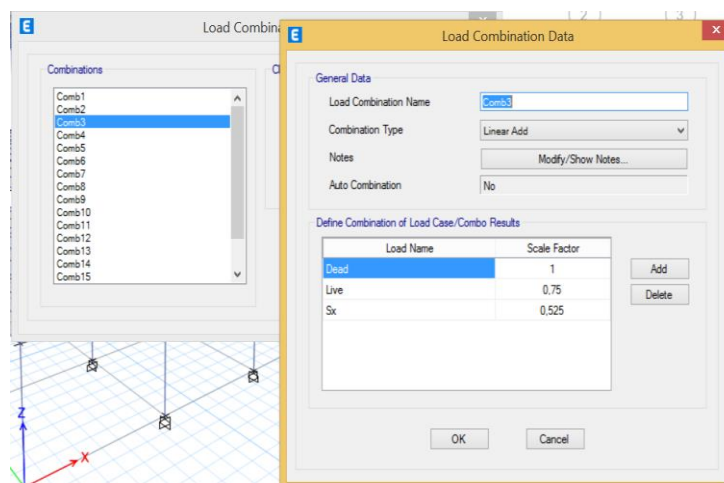 E
Load Combina
2
3
Combinations
Comb1
Comb2
Comb3
Comb4
Comb5
Comb6
Comb7
Comb8
Comb9
Comb10
Comb11
Comb12
Comb13
Comb14
Comb15
E
Load Combination Data
x
General Data
Load Combination Name Comb3
Combination Type Linear Add
Notes Modify/Show Notes...
Auto Combination No
Define Combination of Load Case/Combo Results
Load Name Scale Factor
Dead 1
Live 0,75
Sx 0,525
Add
Delete
OK Cancel
Z
X